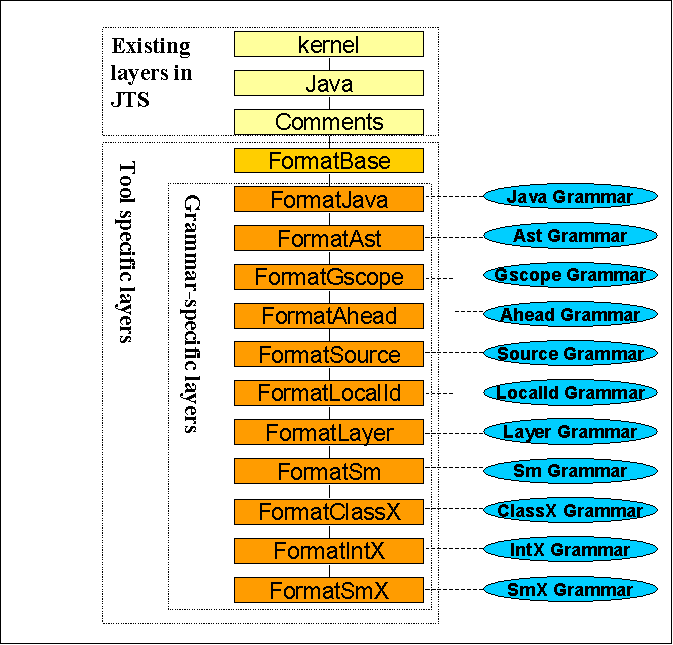 Existing
layers in
JTS
kernel
Java
Comments
Tool specific layers
FormatBase
Grammar-specific layers
FormatJava
Java Grammar
FormatAst
Ast Grammar
FormatGscope
Gscope Grammar
FormatAhead
Ahead Grammar
FormatSource
Source Grammar
FormatLocalId
LocalId Grammar
FormatLayer
Layer Grammar
FormatSm
Sm Grammar
FormatClassX
ClassX Grammar
FormatIntX
IntX Grammar
FormatSmX
SmX Grammar